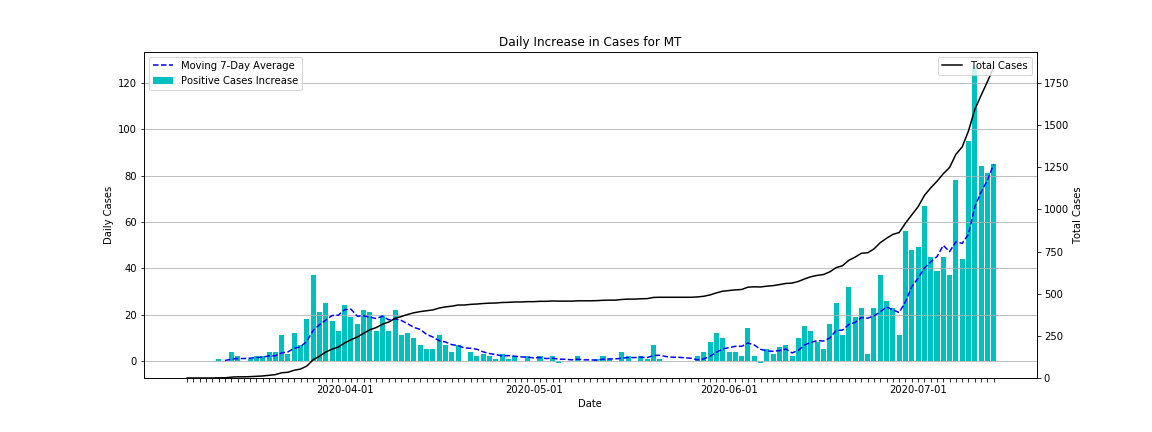 Daily Increase in Cases for MT
Moving 7-Day Average
Positive Cases Increase
Total Cases
120
100
80
60
40
20
0
Daily Cases
1750
1500
1250
1000
750
500
250
0
Total Cases
2020-04-01
2020-05-01
2020-06-01
2020-07-01
Date